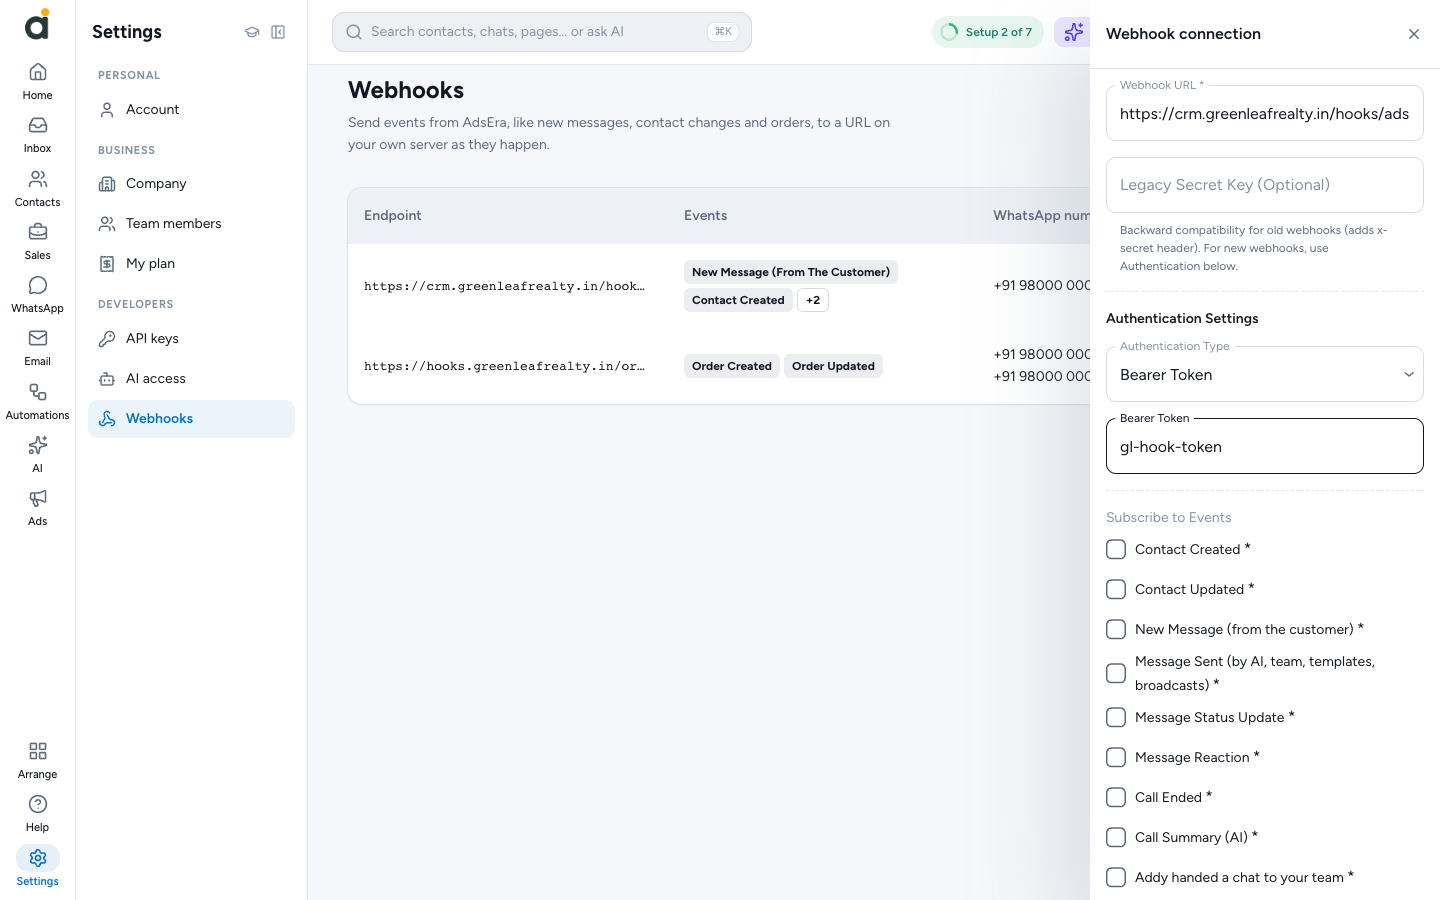 Settings
Search contacts, chats, pages... or ask AI
⌘K
Setup 2 of 7
Home
Inbox
Contacts
Sales
WhatsApp
Email
Automations
AI
Ads
Arrange
Help
Settings
PERSONAL
Account
BUSINESS
Company
Team members
My plan
DEVELOPERS
API keys
AI access
Webhooks
Webhooks
Send events from AdsEra, like new messages, contact changes and orders, to a URL on
your own server as they happen.
Endpoint
Events
WhatsApp num
https://crm.greenleafrealty.in/hook…
New Message (From The Customer)
Contact Created
+2
+91 98000 000
https://hooks.greenleafrealty.in/or…
Order Created
Order Updated
+91 98000 000
+91 98000 000
Webhook connection
Webhook URL *
https://crm.greenleafrealty.in/hooks/ads
Legacy Secret Key (Optional)
Backward compatibility for old webhooks (adds x-
secret header). For new webhooks, use
Authentication below.
Authentication Settings
Authentication Type
Bearer Token
Bearer Token
gl-hook-token
Subscribe to Events
Contact Created *
Contact Updated *
New Message (from the customer) *
Message Sent (by AI, team, templates,
broadcasts) *
Message Status Update *
Message Reaction *
Call Ended *
Call Summary (AI) *
Addy handed a chat to your team *